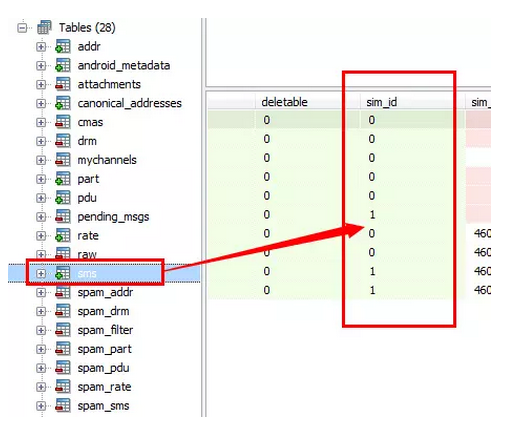 Tables (28)
addr
android_metadata
attachments
canonical_addresses
cmas
drm
mychannels
part
pdu
pending_msgs
rate
raw
sms
spam_addr
spam_drm
spam_filter
spam_part
spam_pdu
spam_rate
spam_sms
deletable sim_id sim_
0 0
0 0
0 0
0 0
0 0
0 1
0 0 460
0 0 460
0 1 460
0 1 460